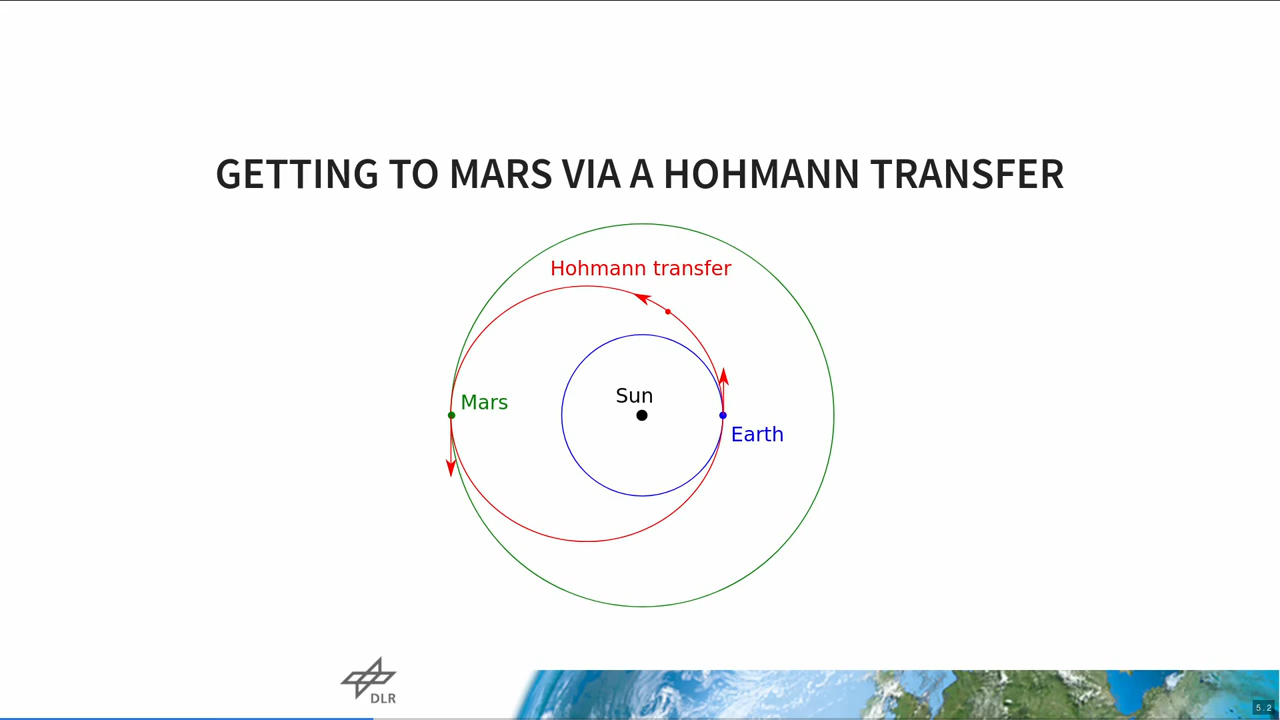 GETTING TO MARS VIA A HOHMANN TRANSFER
Hohmann transfer
Sun
Mars
Earth
DLR
5.2